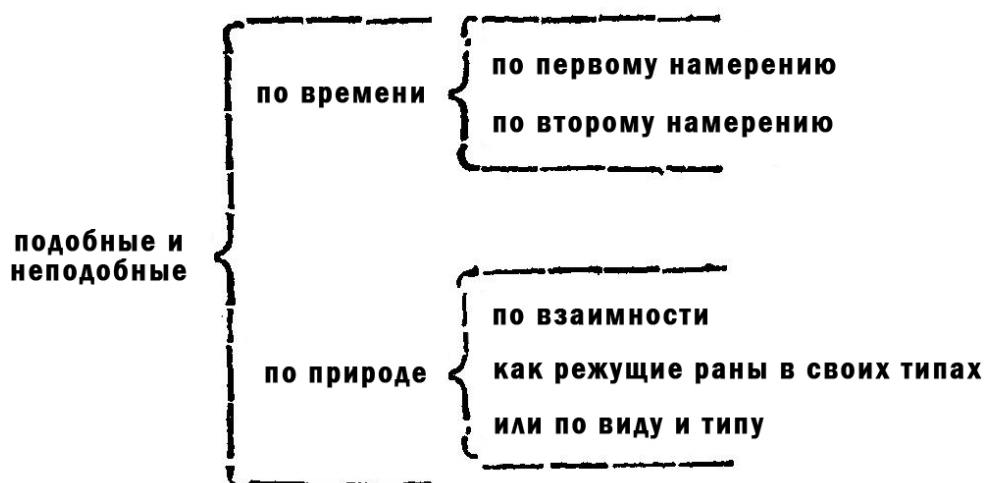 по времени
по первому намерению
по второму намерению
подобные и
неподобные
по природе
по взаимности
как режущие раны в своих типах
или по виду и типу